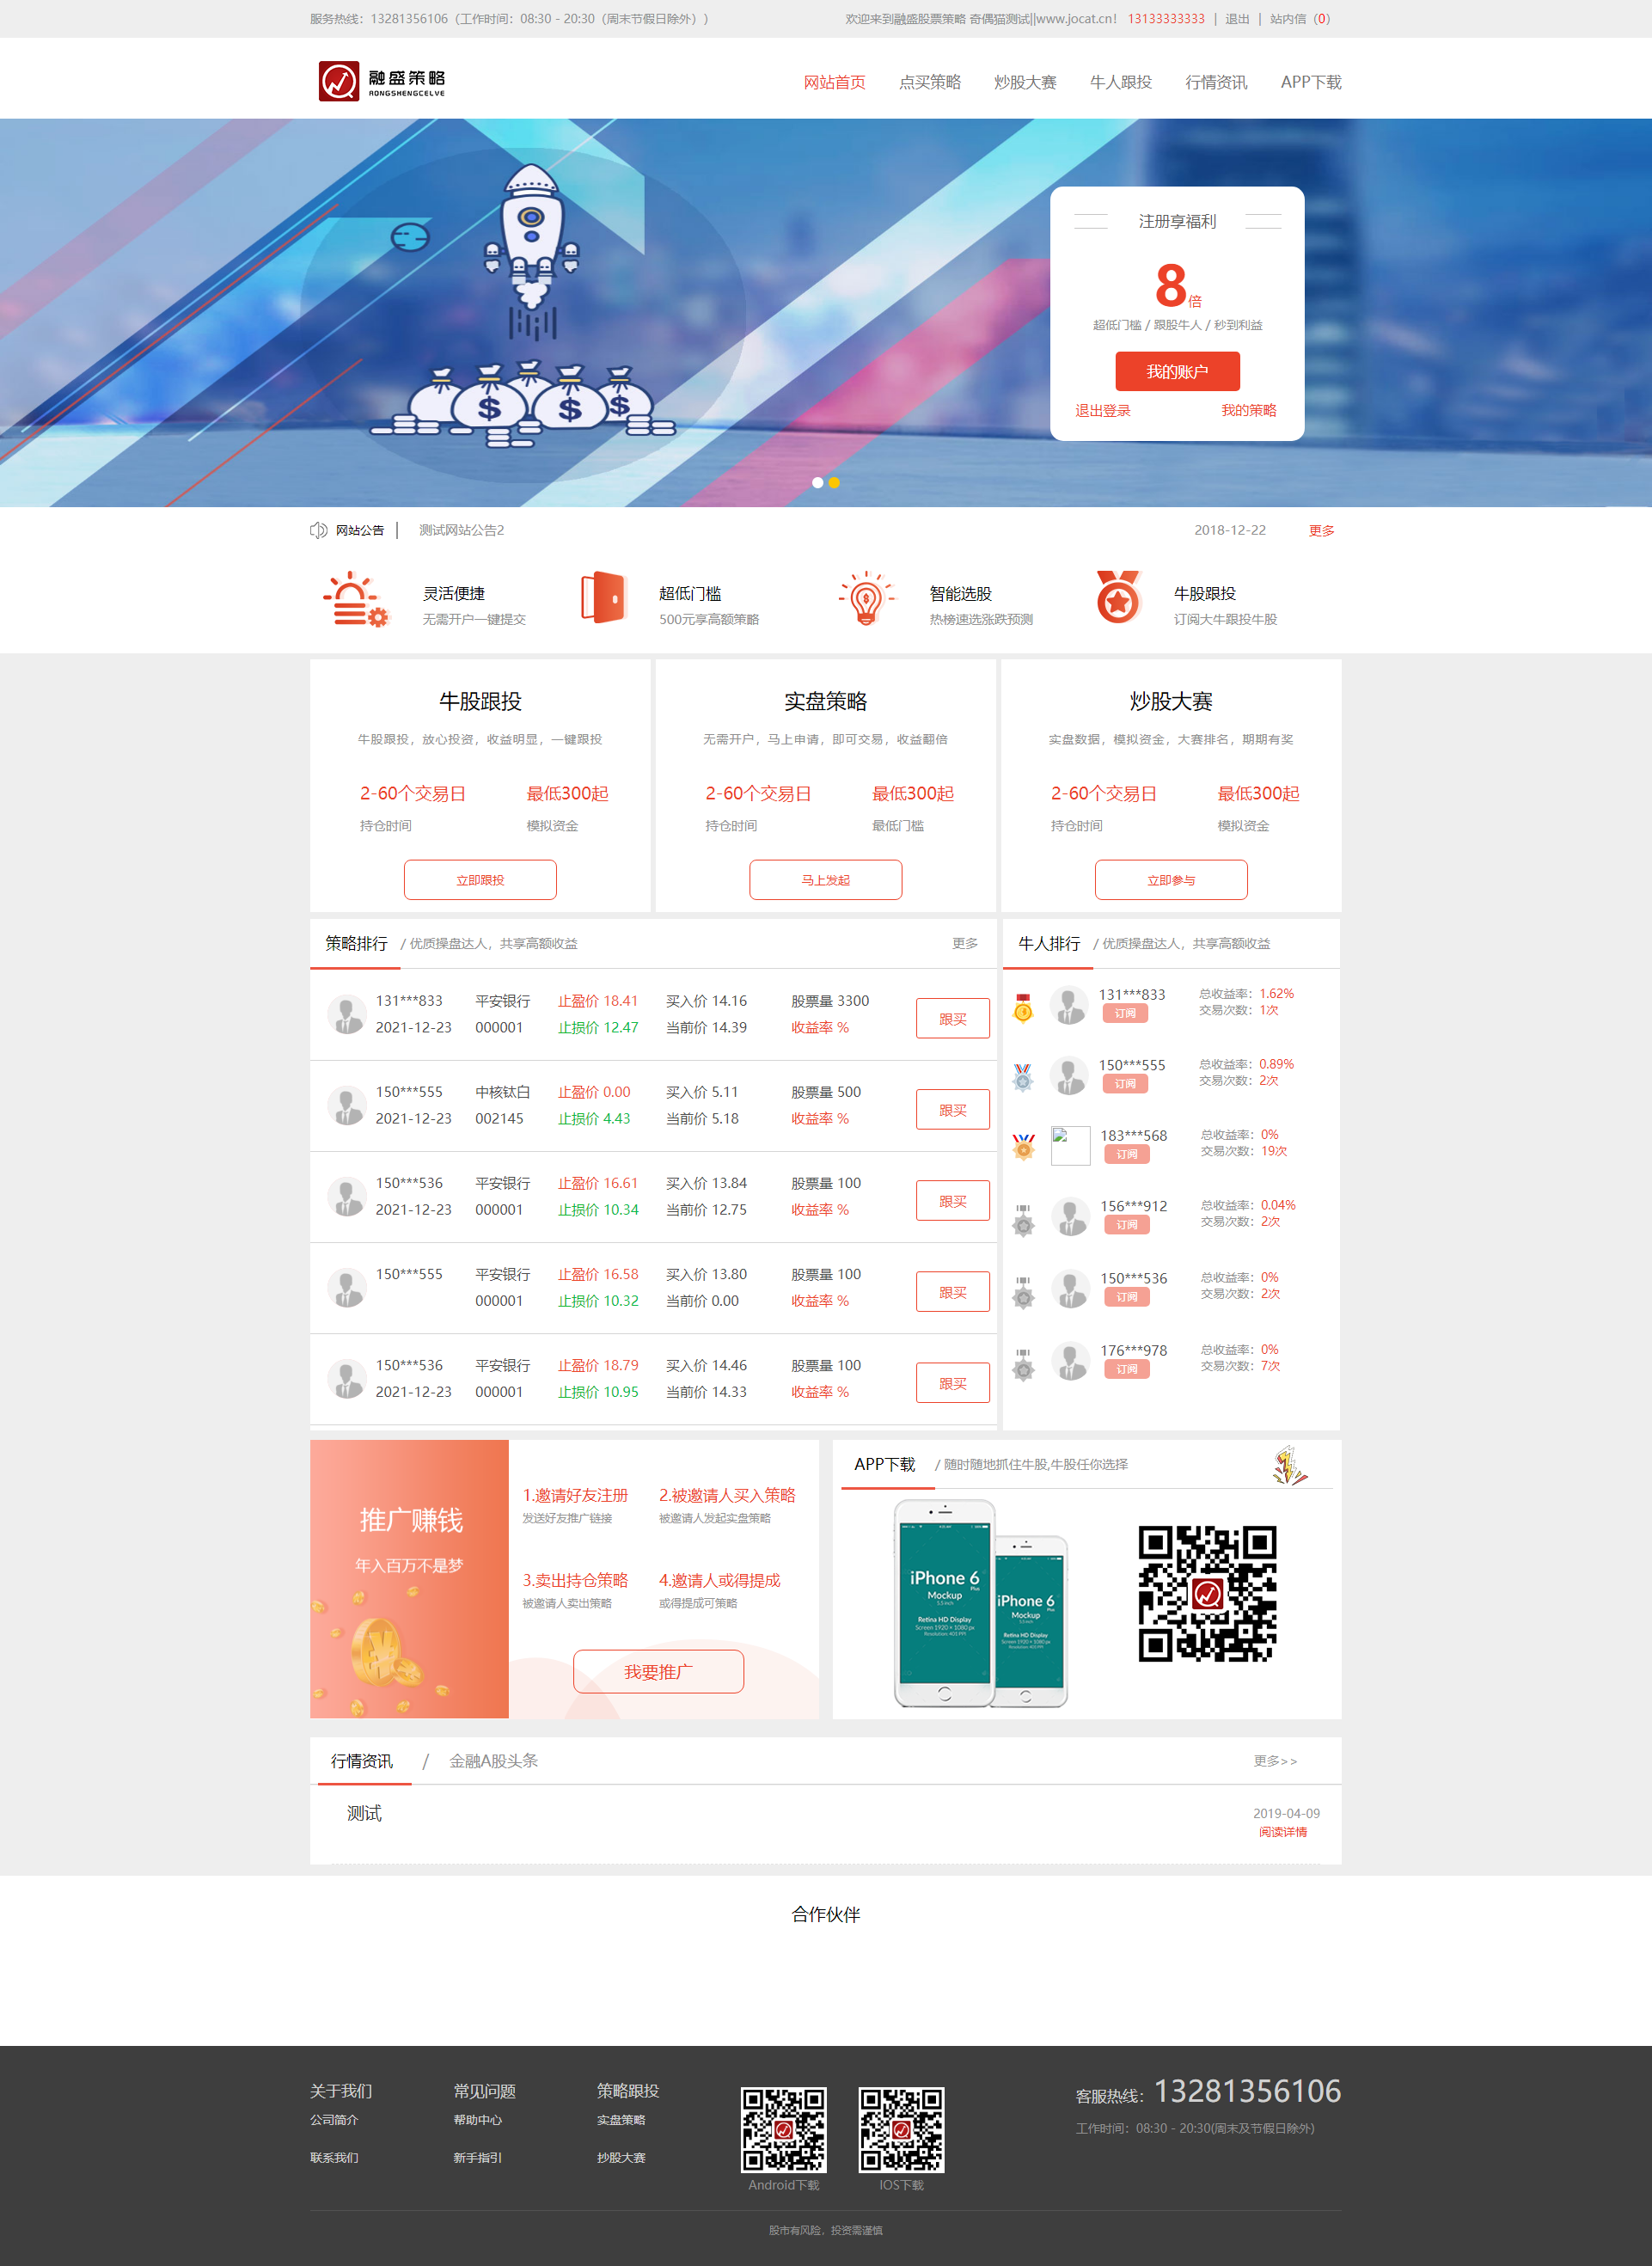 服务热线：13281356106（工作时间：08:30 - 20:30（周末节假日除外））
欢迎来到融盛股票策略 奇偶猫测试||www.jocat.cn！ 13133333333 | 退出 | 站内信（0）
融盛策略
RONGSHENGCELVE
网站首页 点买策略 炒股大赛 牛人跟投 行情资讯 APP下载
注册享福利
8倍
超低门槛 / 跟股牛人 / 秒到利益
我的账户
退出登录 我的策略
网站公告 | 测试网站公告2 2018-12-22 更多
灵活便捷
无需开户一键提交
超低门槛
500元享高额策略
智能选股
热榜速选涨跌预测
牛股跟投
订阅大牛跟投牛股
牛股跟投
牛股跟投，放心投资，收益明显，一键跟投
2-60个交易日 最低300起
持仓时间 模拟资金
立即跟投
实盘策略
无需开户，马上申请，即可交易，收益翻倍
2-60个交易日 最低300起
持仓时间 最低门槛
马上发起
炒股大赛
实盘数据，模拟资金，大赛排名，期期有奖
2-60个交易日 最低300起
持仓时间 模拟资金
立即参与
策略排行 / 优质操盘达人，共享高额收益 更多
131***833 平安银行 止盈价 18.41 买入价 14.16 股票量 3300
2021-12-23 000001 止损价 12.47 当前价 14.39 收益率 %
跟买
150***555 中核钛白 止盈价 0.00 买入价 5.11 股票量 500
2021-12-23 002145 止损价 4.43 当前价 5.18 收益率 %
跟买
150***536 平安银行 止盈价 16.61 买入价 13.84 股票量 100
2021-12-23 000001 止损价 10.34 当前价 12.75 收益率 %
跟买
150***555 平安银行 止盈价 16.58 买入价 13.80 股票量 100
000001 止损价 10.32 当前价 0.00 收益率 %
跟买
150***536 平安银行 止盈价 18.79 买入价 14.46 股票量 100
2021-12-23 000001 止损价 10.95 当前价 14.33 收益率 %
跟买
牛人排行 / 优质操盘达人，共享高额收益
131***833 总收益率：1.62%
订阅 交易次数：1次
150***555 总收益率：0.89%
订阅 交易次数：2次
183***568 总收益率：0%
订阅 交易次数：19次
156***912 总收益率：0.04%
订阅 交易次数：2次
150***536 总收益率：0%
订阅 交易次数：2次
176***978 总收益率：0%
订阅 交易次数：7次
推广赚钱
年入百万不是梦
1.邀请好友注册 2.被邀请人买入策略
发送好友推广链接 被邀请人发起实盘策略
3.卖出持仓策略 4.邀请人或得提成
被邀请人卖出策略 或得提成可策略
我要推广
APP下载 / 随时随地抓住牛股,牛股任你选择
iPhone 6
Plus
Mockup
5.5 inch
Retina HD Display
Screen 1920 × 1080 px
Resolution: 401 PPI
iPhone 6
Plus
Mockup
5.5 inch
Retina HD Display
Screen 1920 × 1080 px
Resolution: 401 PPI
行情资讯 / 金融A股头条 更多>>
测试 2019-04-09
阅读详情
合作伙伴
关于我们 常见问题 策略跟投
公司简介 帮助中心 实盘策略
联系我们 新手指引 抄股大赛
Android下载 IOS下载
客服热线：13281356106
工作时间：08:30 - 20:30(周末及节假日除外)
股市有风险，投资需谨慎